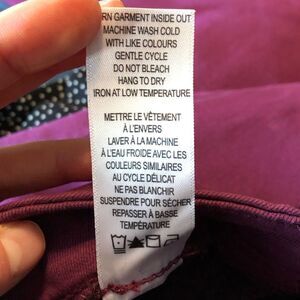 RN GARMENT INSIDE OUT
MACHINE WASH COLD
WITH LIKE COLOURS
GENTLE CYCLE
DO NOT BLEACH
HANG TO DRY
IRON AT LOW TEMPERATURE
METTRE LE VÊTEMENT
À L'ENVERS
LAVER À LA MACHINE
À L'EAU FROIDE AVEC LES
COULEURS SIMILAIRES
AU CYCLE DÉLICAT
NE PAS BLANCHIR
SUSPENDRE POUR SÉCHER
REPASSER À BASSE
TEMPÉRATURE